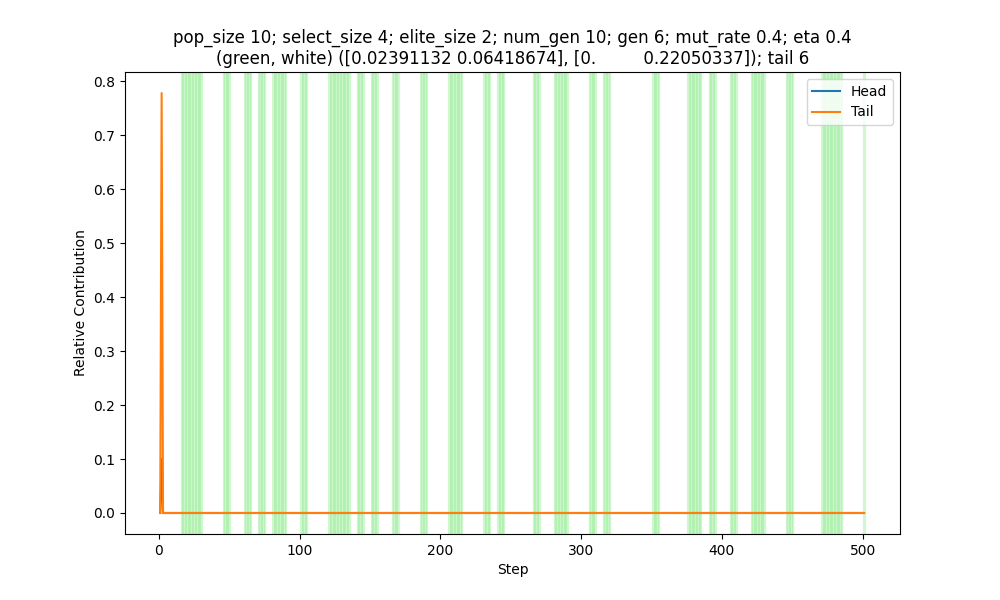 pop_size 10; select_size 4; elite_size 2; num_gen 10; gen 6; mut_rate 0.4; eta 0.4
(green, white) ([0.02391132 0.06418674], [0.         0.22050337]); tail 6
Head
Tail
Relative Contribution
0.8
0.7
0.6
0.5
0.4
0.3
0.2
0.1
0.0
0
100
200
300
400
500
Step